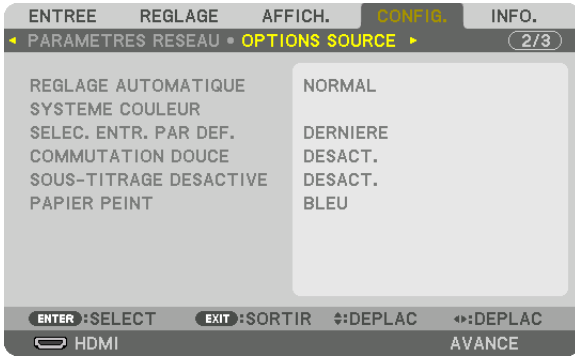 ENTREE REGLAGE AFFICH. CONFIG. INFO.
PARAMETRES RESEAU • OPTIONS SOURCE 2/3
REGLAGE AUTOMATIQUE NORMAL
SYSTEME COULEUR
SELEC. ENTR. PAR DEF. DERNIERE
COMMUTATION DOUCE DESACT.
SOUS-TITRAGE DESACTIVE DESACT.
PAPIER PEINT BLEU
ENTER :SELECT EXIT :SORTIR :DEPLAC :DEPLAC
HDMI AVANCE